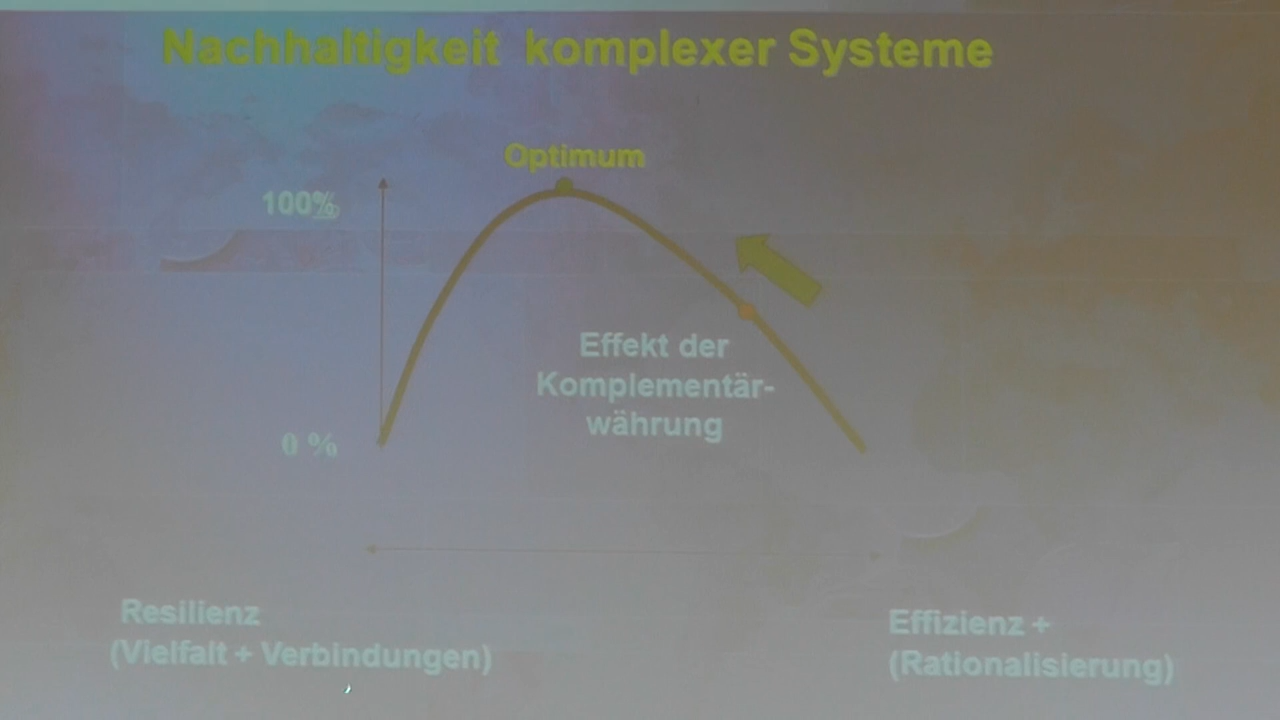 Nachhaltigkeit komplexer Systeme
Optimum
100%
Effekt der
Komplementär-
währung
0 %
Resilienz
(Vielfalt + Verbindungen)
Effizienz +
(Rationalisierung)